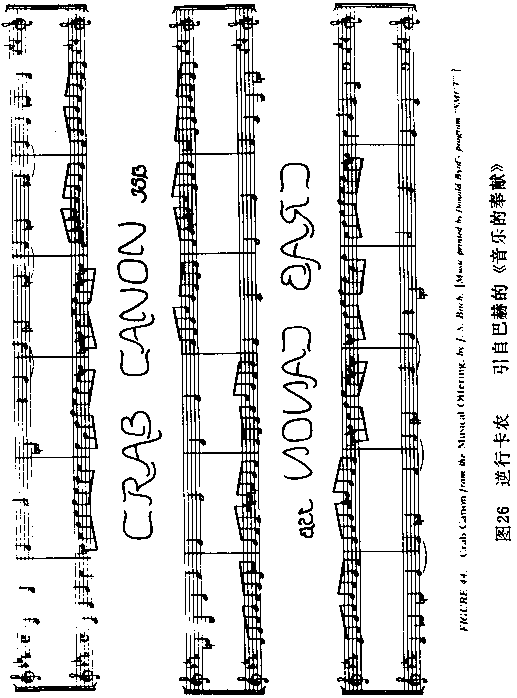 CRAB CANON JSB
CRAB CANON JSB
FIGURE 44. Crab Canon from the Musical Offering, by J. S. Bach. [Music printed by Donald Byrd's program "SMUT".]
图26 逆行卡农 引自巴赫的《音乐的奉献》